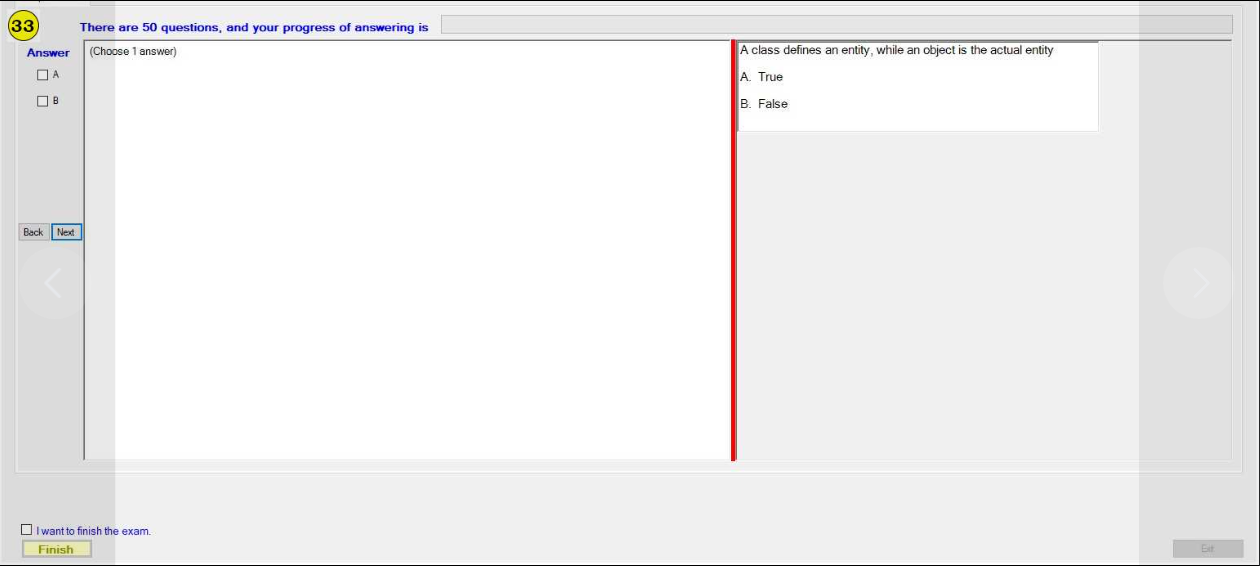 33
There are 50 questions, and your progress of answering is
Answer
(Choose 1 answer)
A
B
A class defines an entity, while an object is the actual entity
A. True
B. False
Back
Next
I want to finish the exam.
Finish
Exit